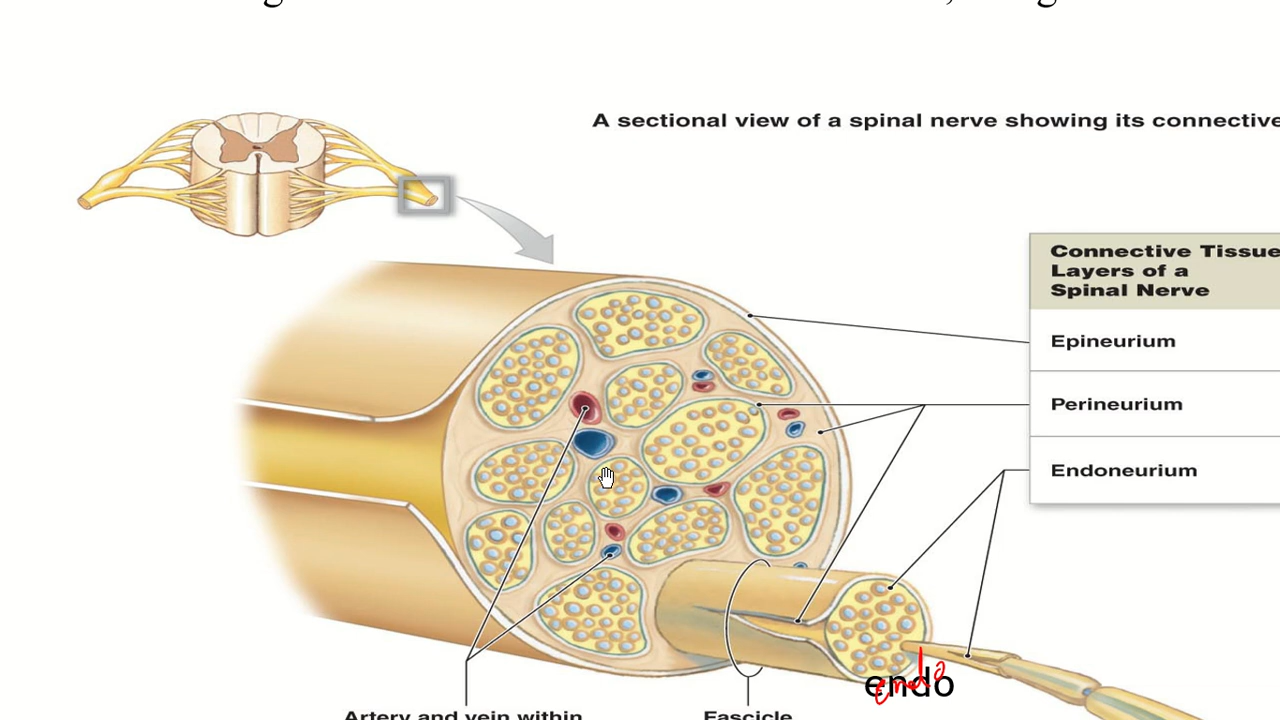 A sectional view of a spinal nerve showing its connective
Connective Tissue
Layers of a
Spinal Nerve
Epineurium
Perineurium
Endoneurium
endo
endo
Artery and vein within
Fascicle